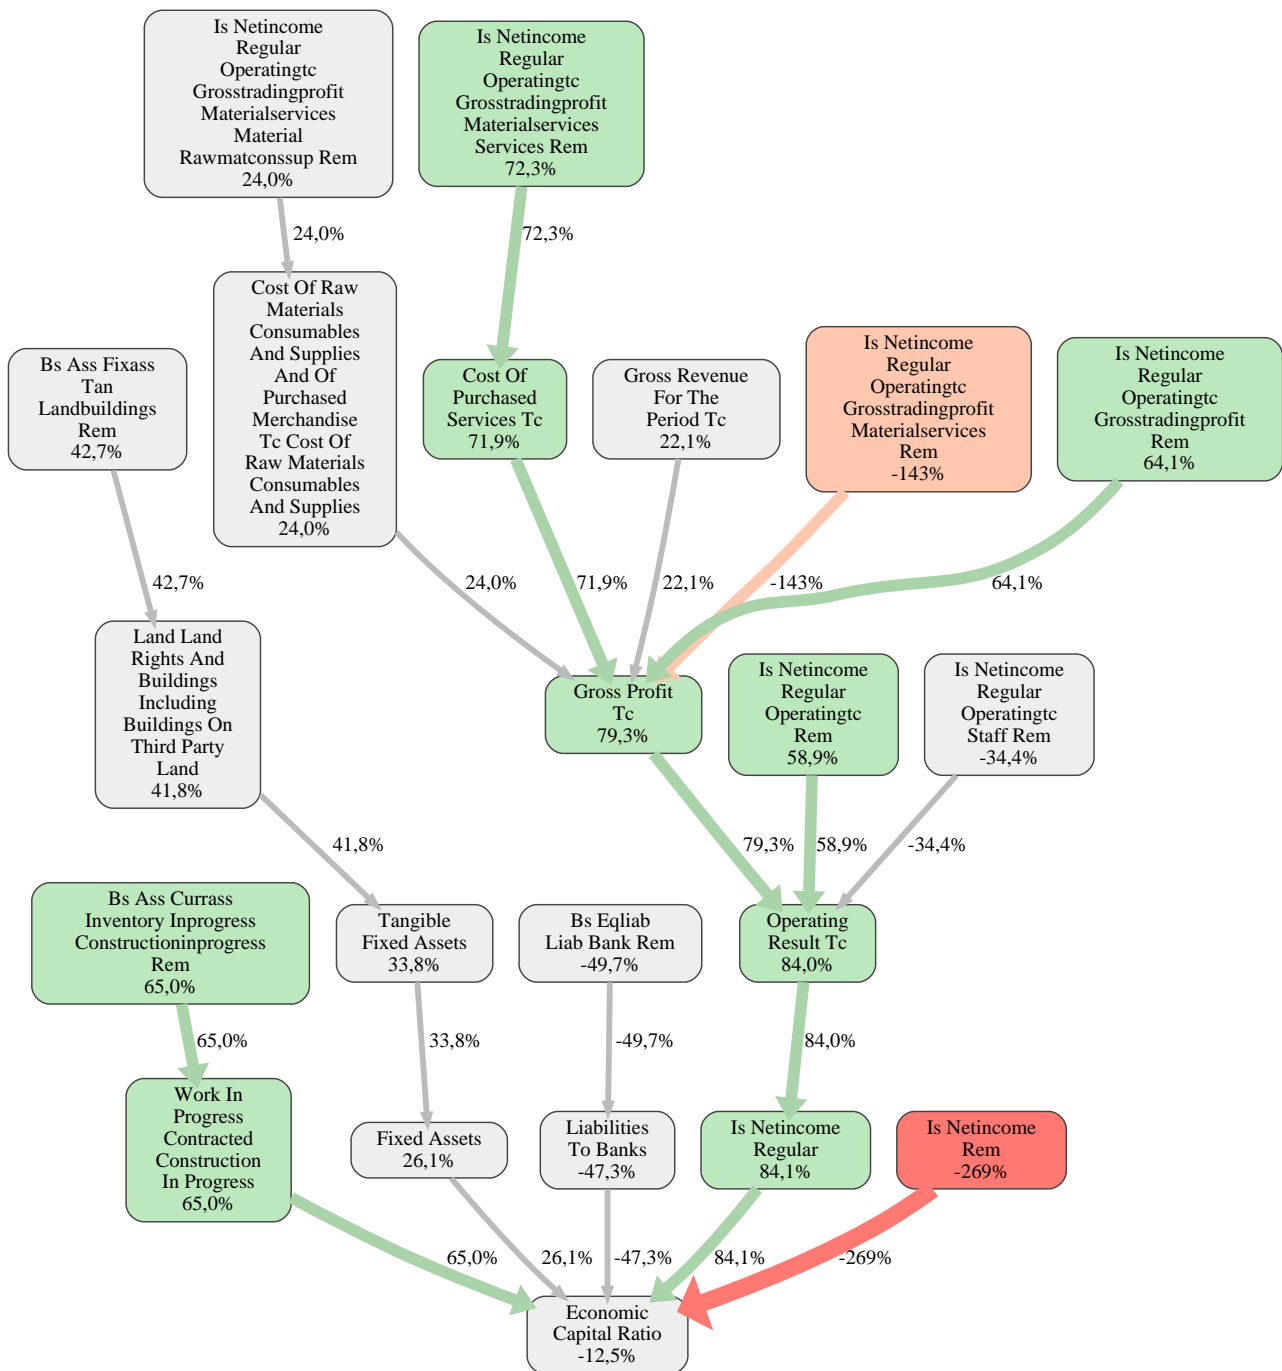 Is Netincome
Regular
Operatingtc
Grosstradingprofit
Materialservices
Material
Rawmatconssup Rem
24,0%
Is Netincome
Regular
Operatingtc
Grosstradingprofit
Materialservices
Services Rem
72,3%
24,0%
72,3%
Cost Of Raw
Materials
Consumables
And Supplies
And Of
Purchased
Merchandise
Tc Cost Of
Raw Materials
Consumables
And Supplies
24,0%
Bs Ass Fixass
Tan
Landbuildings
Rem
42,7%
Cost Of
Purchased
Services Tc
71,9%
Gross Revenue
For The
Period Tc
22,1%
Is Netincome
Regular
Operatingtc
Grosstradingprofit
Materialservices
Rem
-143%
Is Netincome
Regular
Operatingtc
Grosstradingprofit
Rem
64,1%
42,7%
24,0%
71,9%
22,1%
-143%
64,1%
Land Land
Rights And
Buildings
Including
Buildings On
Third Party
Land
41,8%
Gross Profit
Tc
79,3%
Is Netincome
Regular
Operatingtc
Rem
58,9%
Is Netincome
Regular
Operatingtc
Staff Rem
-34,4%
41,8%
79,3%
58,9%
-34,4%
Bs Ass Currass
Inventory Inprogress
Constructioninprogress
Rem
65,0%
Tangible
Fixed Assets
33,8%
Bs Eqliab
Liab Bank Rem
-49,7%
Operating
Result Tc
84,0%
65,0%
33,8%
-49,7%
84,0%
Work In
Progress
Contracted
Construction
In Progress
65,0%
Fixed Assets
26,1%
Liabilities
To Banks
-47,3%
Is Netincome
Regular
84,1%
Is Netincome
Rem
-269%
65,0%
26,1%
-47,3%
84,1%
-269%
Economic
Capital Ratio
-12,5%